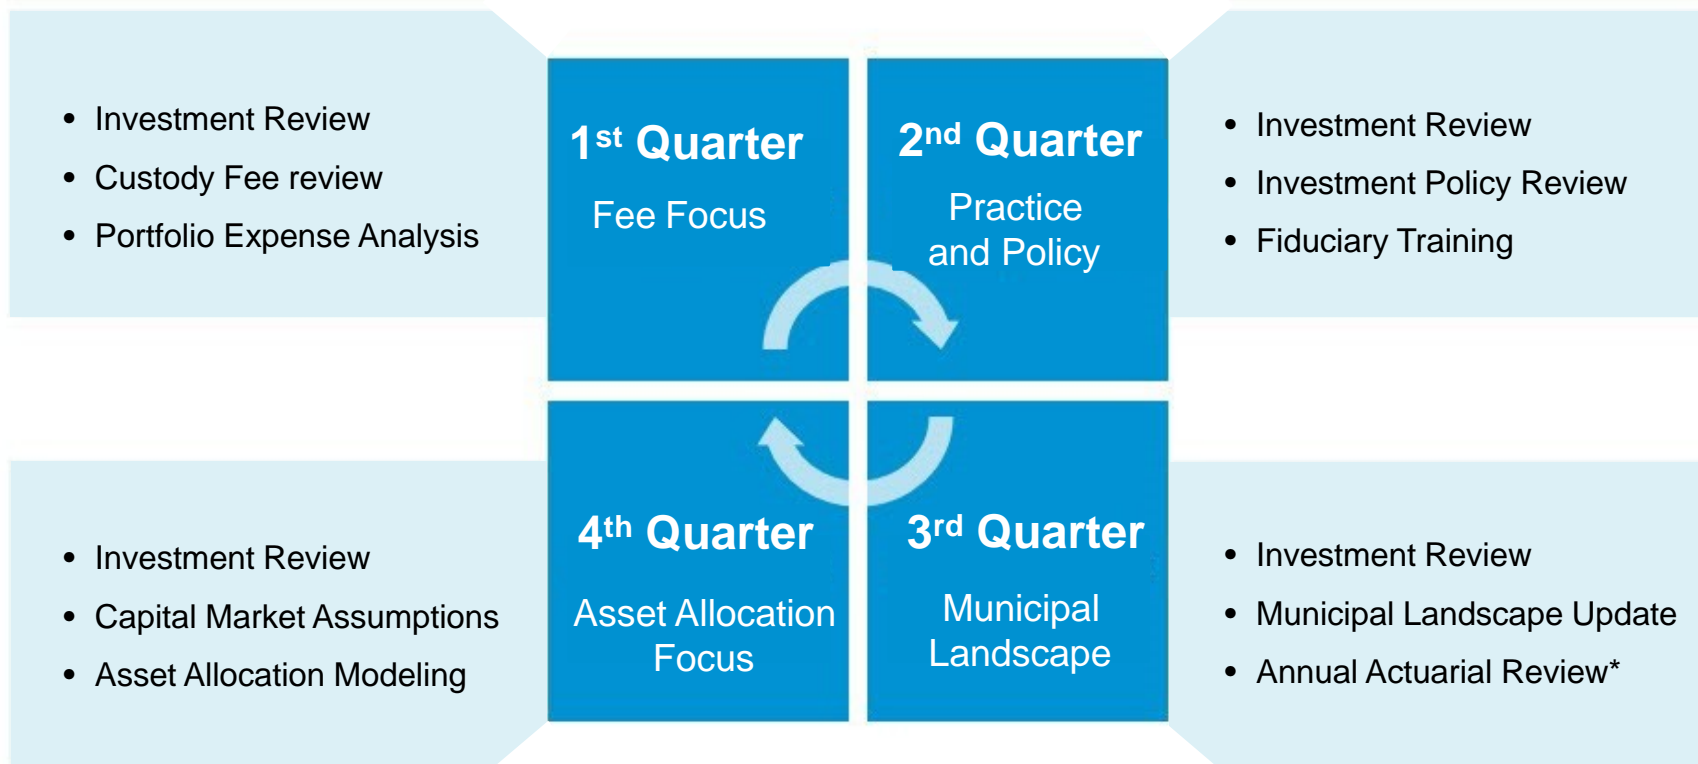 • Investment Review
• Custody Fee review
• Portfolio Expense Analysis
1st Quarter
Fee Focus
2nd Quarter
Practice
and Policy
• Investment Review
• Investment Policy Review
• Fiduciary Training
• Investment Review
• Capital Market Assumptions
• Asset Allocation Modeling
4th Quarter
Asset Allocation
Focus
3rd Quarter
Municipal
Landscape
• Investment Review
• Municipal Landscape Update
• Annual Actuarial Review*